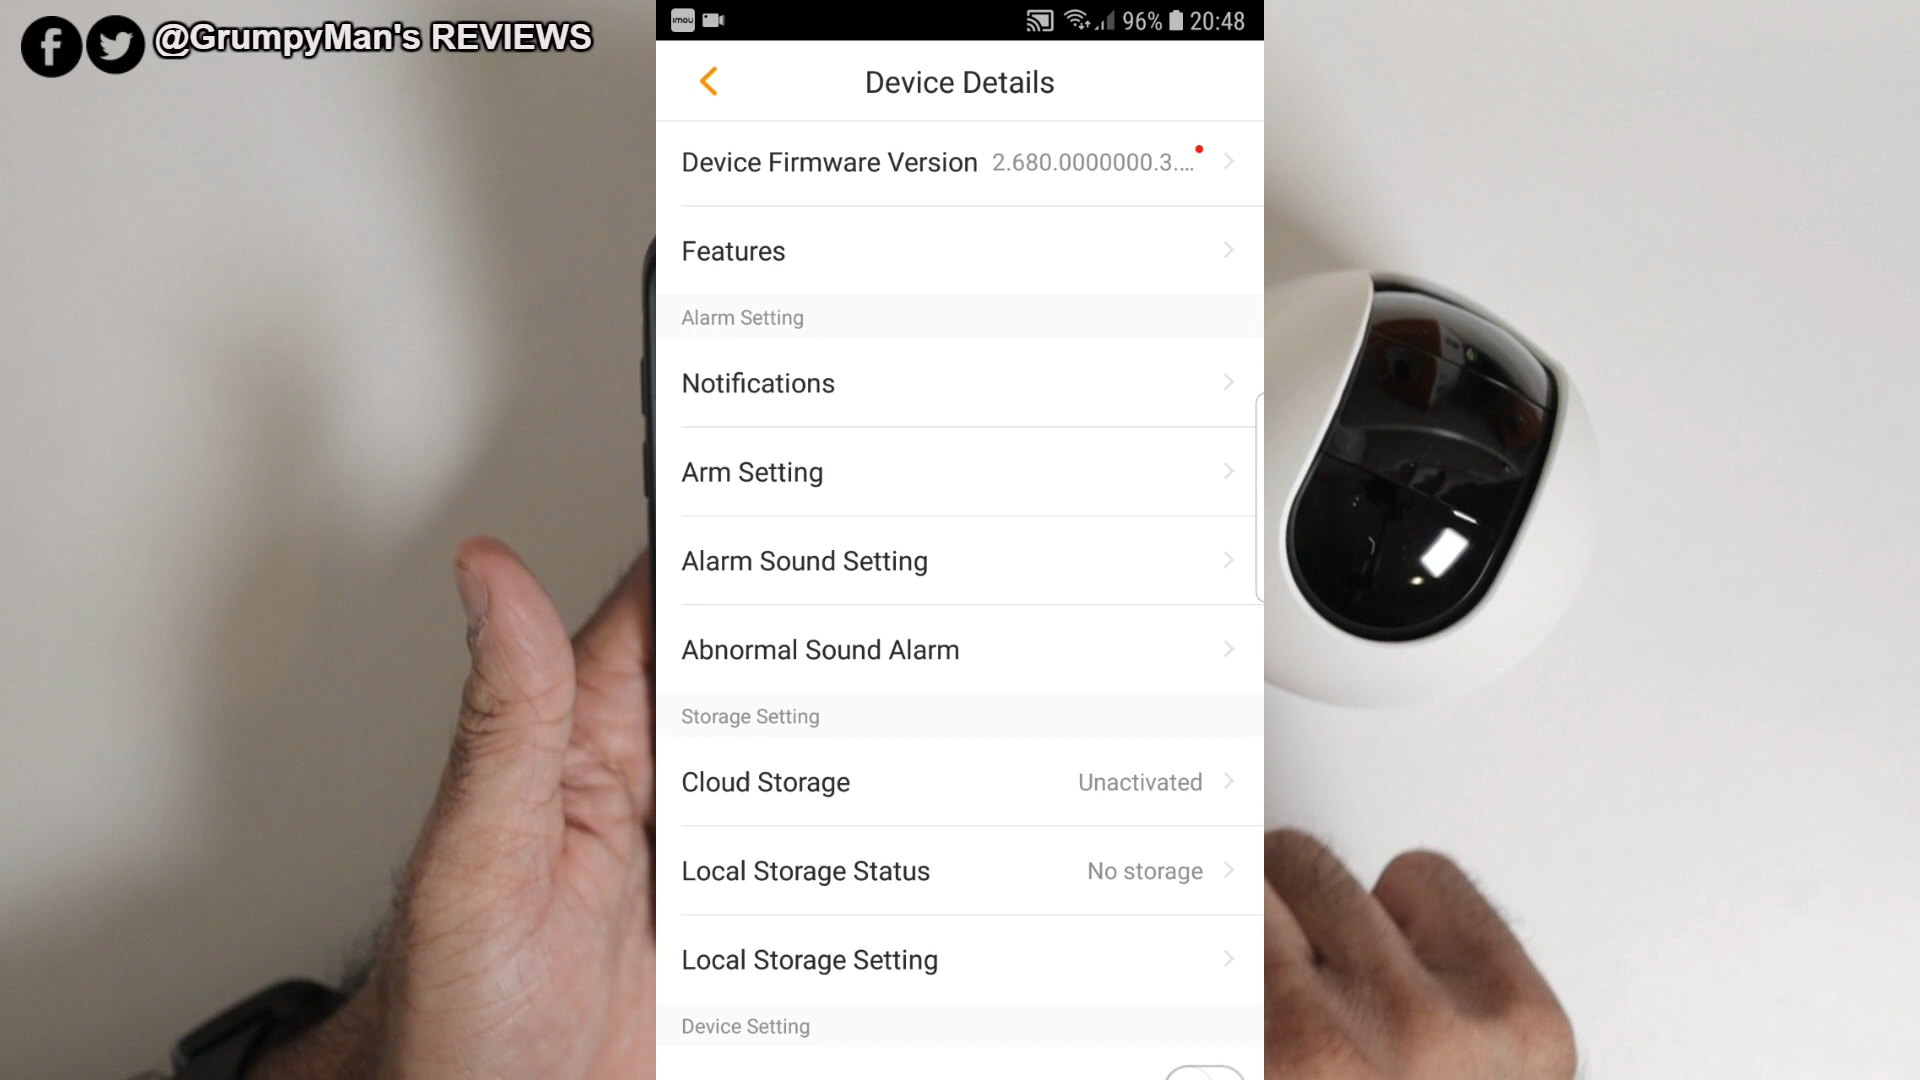 @GrumpyMan's REVIEWS
imou
96% 20:48
Device Details
Device Firmware Version 2.680.0000000.3....
Features
Alarm Setting
Notifications
Arm Setting
Alarm Sound Setting
Abnormal Sound Alarm
Storage Setting
Cloud Storage Unactivated
Local Storage Status No storage
Local Storage Setting
Device Setting